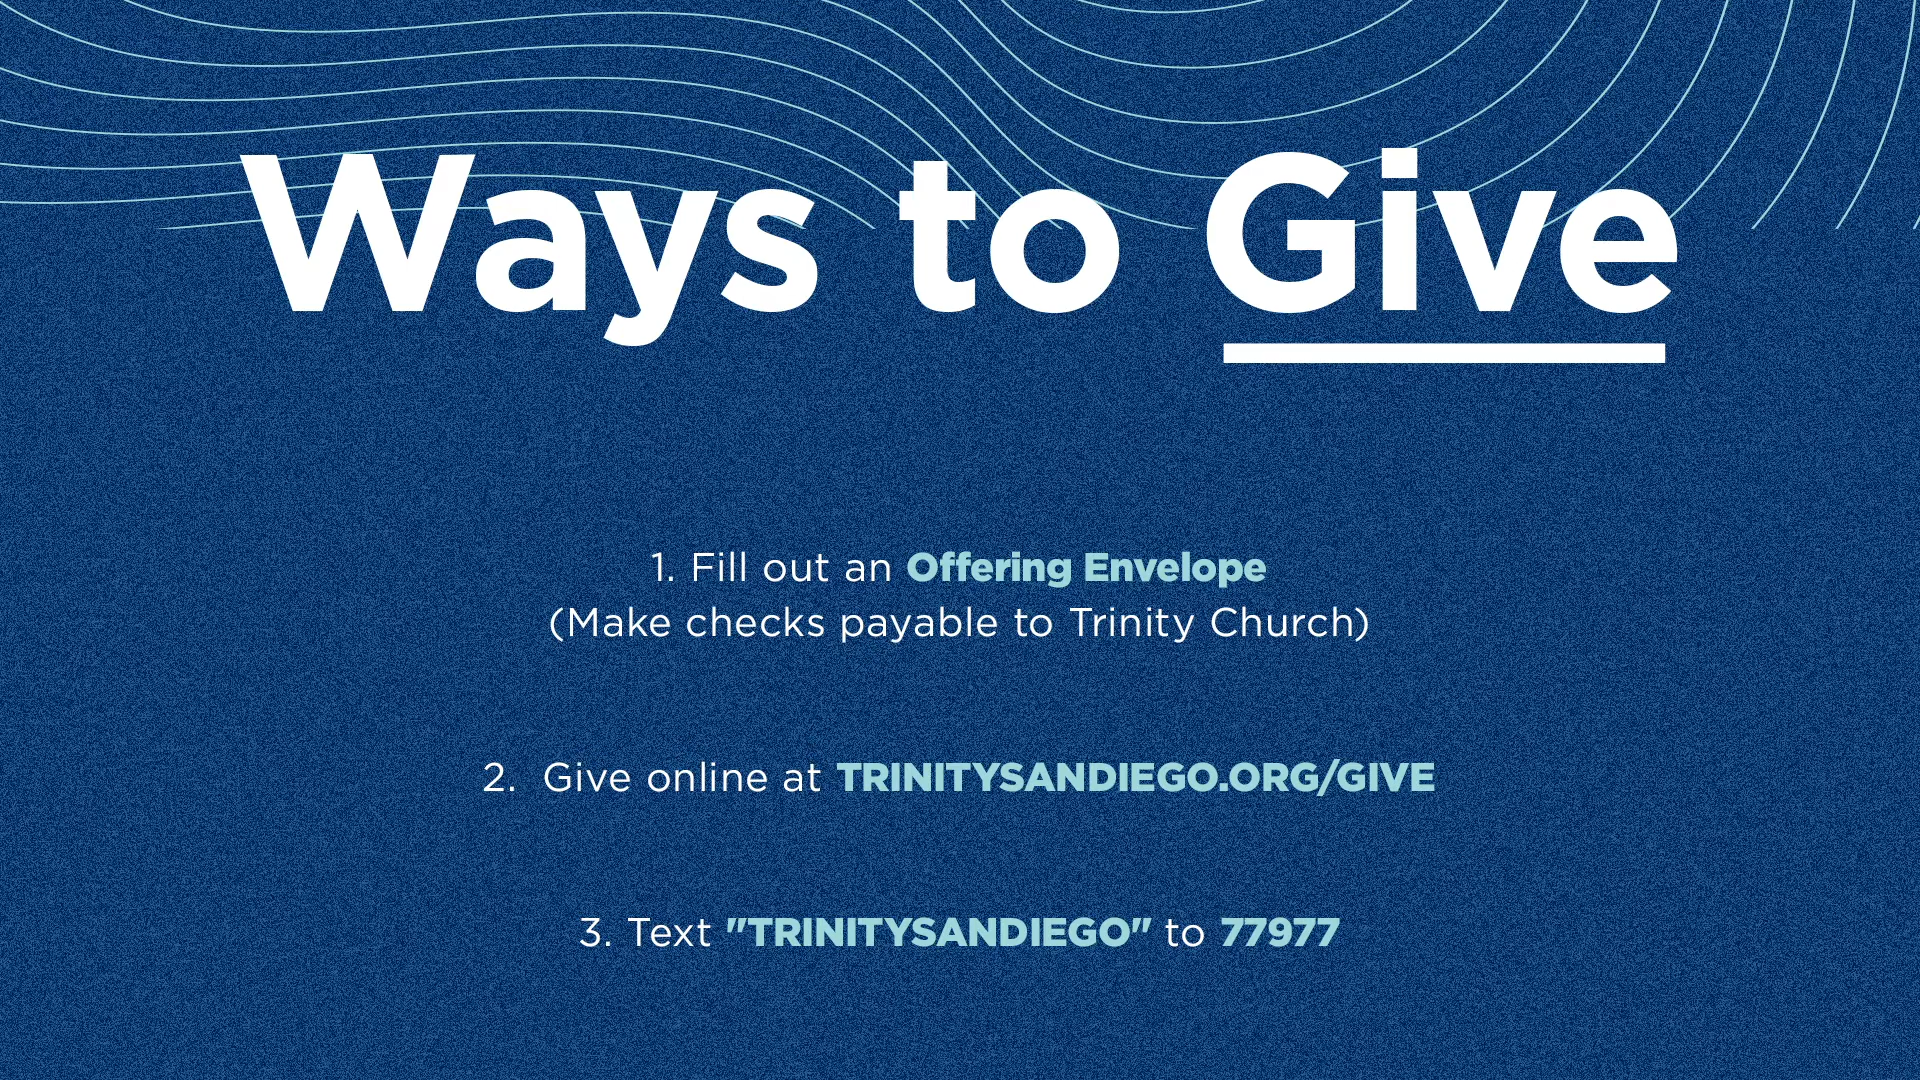 Ways to Give
1. Fill out an Offering Envelope
(Make checks payable to Trinity Church)
2. Give online at TRINITYSANDIEGO.ORG/GIVE
3. Text "TRINITYSANDIEGO" to 77977